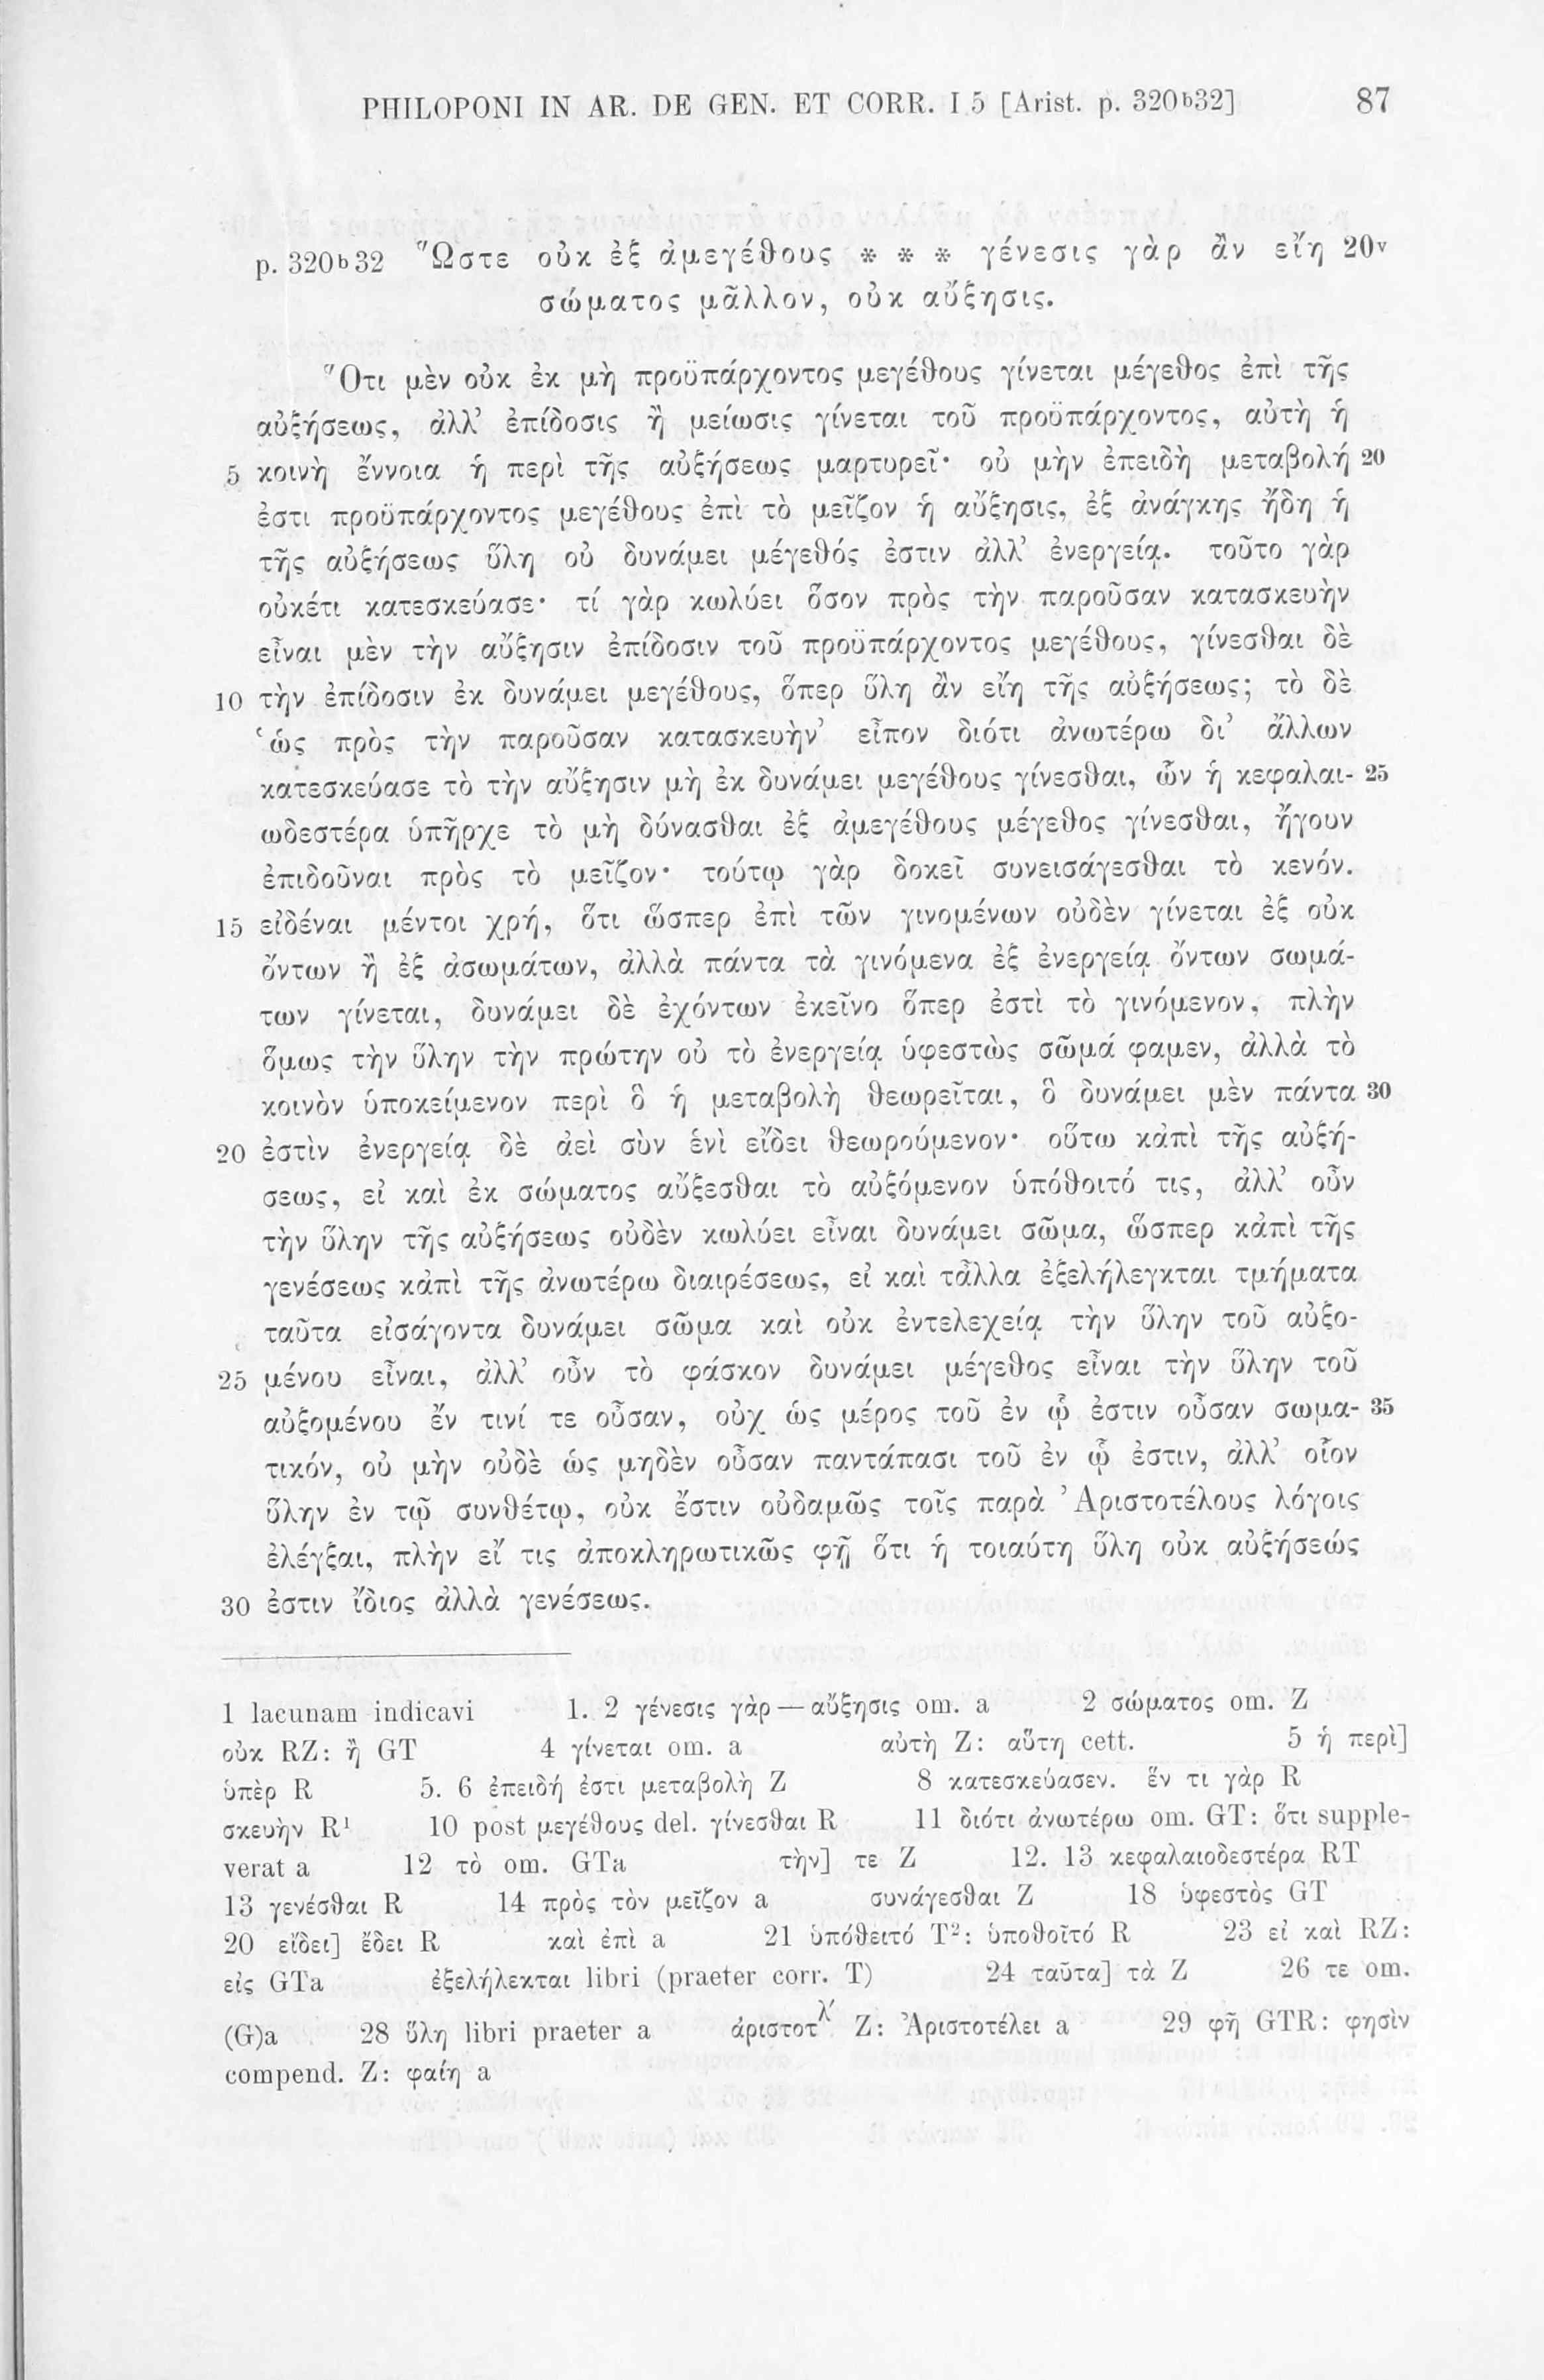 PHILOPONI IN AR. DE GEN. ET CORR. I 5 [Arist. p. 320b32] 87
p. 320b32 Ὥστε οὐκ ἐξ ἀμεγέθους * * * γένεσις γὰρ ἂν εἴη 20v
σώματος μᾶλλον, οὐκ αὔξησις.
Ὅτι μὲν οὐκ ἐκ μὴ προϋπάρχοντος μεγέθους γίνεται μέγεθος ἐπὶ τῆς
αὐξήσεως, ἀλλ’ ἐπίδοσις ἢ μείωσις γίνεται τοῦ προϋπάρχοντος, αὐτὴ ἡ
5 κοινὴ ἔννοια ἡ περὶ τῆς αὐξήσεως μαρτυρεῖ· οὐ μὴν ἐπειδὴ μεταβολή 20
ἐστι προϋπάρχοντος μεγέθους ἐπὶ τὸ μεῖζον ἡ αὔξησις, ἐξ ἀνάγκης ἤδη ἡ
τῆς αὐξήσεως ὕλη οὐ δυνάμει μέγεθός ἐστιν ἀλλ’ ἐνεργείᾳ. τοῦτο γὰρ
οὐκέτι κατεσκεύασε· τί γὰρ κωλύει ὅσον πρὸς τὴν παροῦσαν κατασκευὴν
εἶναι μὲν τὴν αὔξησιν ἐπίδοσιν τοῦ προϋπάρχοντος μεγέθους, γίνεσθαι δὲ
10 τὴν ἐπίδοσιν ἐκ δυνάμει μεγέθους, ὅπερ ὕλη ἂν εἴη τῆς αὐξήσεως; τὸ δὲ
‘ὡς πρὸς τὴν παροῦσαν κατασκευὴν’ εἶπον διότι ἀνωτέρω δι’ ἄλλων
κατεσκεύασε τὸ τὴν αὔξησιν μὴ ἐκ δυνάμει μεγέθους γίνεσθαι, ὧν ἡ κεφαλαι- 25
ωδεστέρα ὑπῆρχε τὸ μὴ δύνασθαι ἐξ ἀμεγέθους μέγεθος γίνεσθαι, ἤγουν
ἐπιδοῦναι πρὸς τὸ μεῖζον· τούτῳ γὰρ δοκεῖ συνεισάγεσθαι τὸ κενόν.
15 εἰδέναι μέντοι χρή, ὅτι ὥσπερ ἐπὶ τῶν γινομένων οὐδὲν γίνεται ἐξ οὐκ
ὄντων ἢ ἐξ ἀσωμάτων, ἀλλὰ πάντα τὰ γινόμενα ἐξ ἐνεργείᾳ ὄντων σωμά-
των γίνεται, δυνάμει δὲ ἐχόντων ἐκεῖνο ὅπερ ἐστὶ τὸ γινόμενον, πλὴν
ὅμως τὴν ὕλην τὴν πρώτην οὐ τὸ ἐνεργείᾳ ὑφεστὼς σῶμά φαμεν, ἀλλὰ τὸ
κοινὸν ὑποκείμενον περὶ ὃ ἡ μεταβολὴ θεωρεῖται, ὃ δυνάμει μὲν πάντα 30
20 ἐστὶν ἐνεργείᾳ δὲ ἀεὶ σὺν ἑνὶ εἴδει θεωρούμενον· οὕτω κἀπὶ τῆς αὐξή-
σεως, εἰ καὶ ἐκ σώματος αὔξεσθαι τὸ αὐξόμενον ὑπόθοιτό τις, ἀλλ’ οὖν
τὴν ὕλην τῆς αὐξήσεως οὐδὲν κωλύει εἶναι δυνάμει σῶμα, ὥσπερ κἀπὶ τῆς
γενέσεως κἀπὶ τῆς ἀνωτέρω διαιρέσεως, εἰ καὶ τἆλλα ἐξελήλεγκται τμήματα
ταῦτα εἰσάγοντα δυνάμει σῶμα καὶ οὐκ ἐντελεχείᾳ τὴν ὕλην τοῦ αὐξο-
25 μένου εἶναι, ἀλλ’ οὖν τὸ φάσκον δυνάμει μέγεθος εἶναι τὴν ὕλην τοῦ
αὐξομένου ἔν τινί τε οὖσαν, οὐχ ὡς μέρος τοῦ ἐν ᾧ ἐστιν οὖσαν σωμα- 35
τικόν, οὐ μὴν οὐδὲ ὡς μηδὲν οὖσαν παντάπασι τοῦ ἐν ᾧ ἐστιν, ἀλλ’ οἷον
ὕλην ἐν τῷ συνθέτῳ, οὐκ ἔστιν οὐδαμῶς τοῖς παρὰ Ἀριστοτέλους λόγοις
ἐλέγξαι, πλὴν εἴ τις ἀποκληρωτικῶς φῇ ὅτι ἡ τοιαύτη ὕλη οὐκ αὐξήσεώς
30 ἐστιν ἴδιος ἀλλὰ γενέσεως.
1 lacunam indicavi 1. 2 γένεσις γὰρ — αὔξησις om. a 2 σώματος om. Z
οὐκ RZ: ἢ GT 4 γίνεται om. a αὐτὴ Z: αὕτη cett. 5 ἡ περὶ]
ὑπὲρ R 5. 6 ἐπειδή ἐστι μεταβολὴ Z 8 κατεσκεύασεν. ἕν τι γὰρ R
σκευὴν R¹ 10 post μεγέθους del. γίνεσθαι R 11 διότι ἀνωτέρω om. GT: ὅτι supple-
verat a 12 τὸ om. GTa τὴν] τε Z 12. 13 κεφαλαιοδεστέρα RT
13 γενέσθαι R 14 πρὸς τὸν μεῖζον a συνάγεσθαι Z 18 ὑφεστὸς GT
20 εἴδει] ἔδει R καὶ ἐπὶ a 21 ὑπόθειτό T²: ὑποθοῖτό R 23 εἰ καὶ RZ:
εἰς GTa ἐξελήλεκται libri (praeter corr. T) 24 ταῦτα] τὰ Z 26 τε om.
(G)a 28 ὕλη libri praeter a ἀριστοτλ́ Z: Ἀριστοτέλει a 29 φῇ GTR: φησὶν
compend. Z: φαίη a